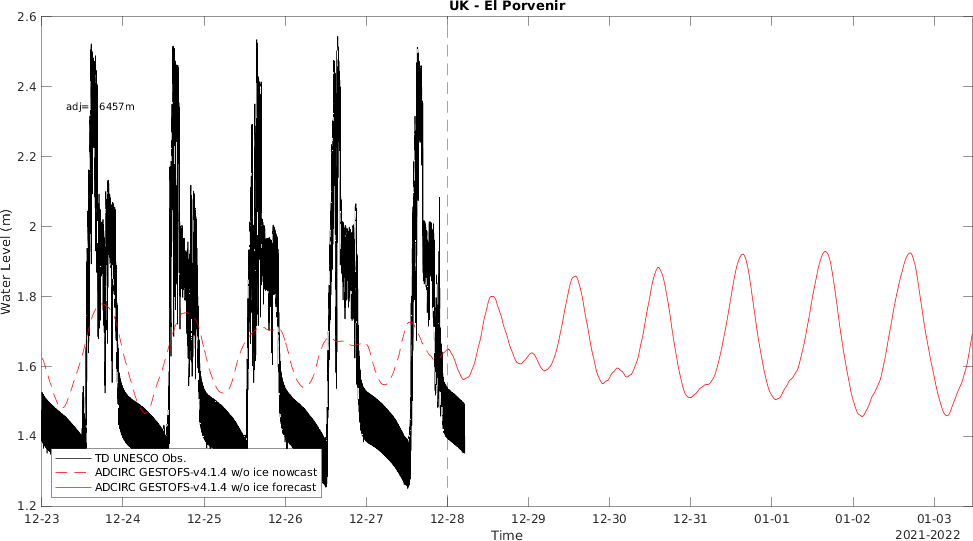 UK - El Porvenir
2.6
2.4
2.2
2
1.8
1.6
1.4
1.2
Water Level (m)
adj= 6457m
TD UNESCO Obs.
ADCIRC GESTOFS-v4.1.4 w/o ice nowcast
ADCIRC GESTOFS-v4.1.4 w/o ice forecast
12-23 12-24 12-25 12-26 12-27 12-28 12-29 12-30 12-31 01-01 01-02 01-03
Time
2021-2022